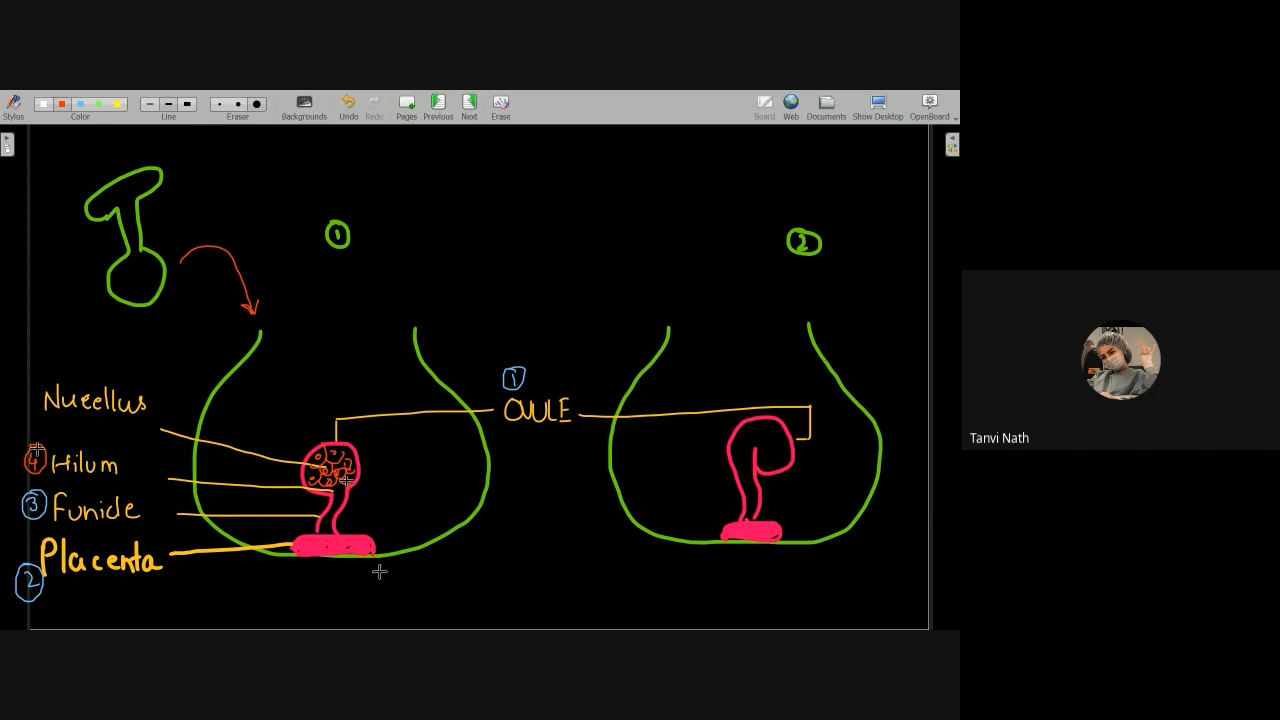 Stylus
Color
Line
Eraser
Backgrounds
Undo
Redo
Pages
Previous
Next
Erase
Board
Web
Documents
Show Desktop
OpenBoard
1
2
1
OVULE
Nucellus
4 Hilum
3 Funicle
Placenta
2
Tanvi Nath